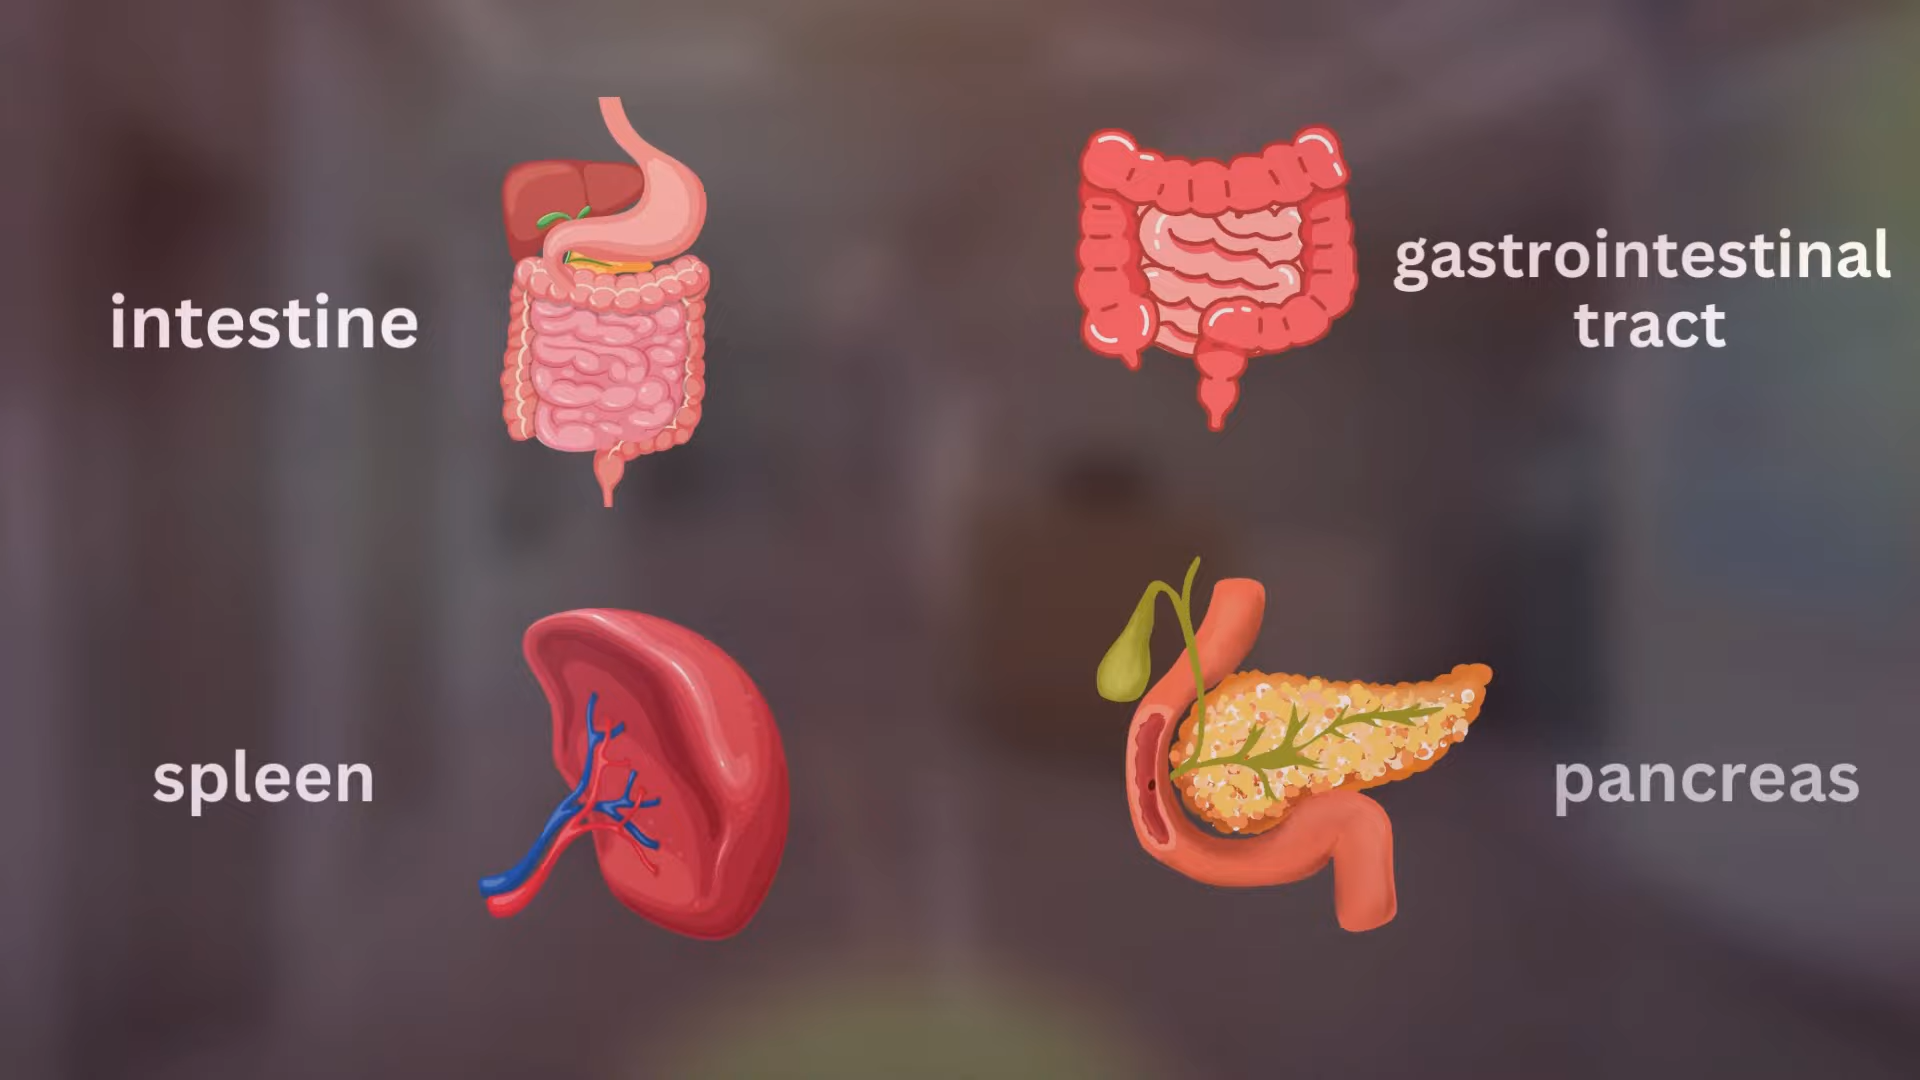 intestine
gastrointestinal
tract
spleen
pancreas